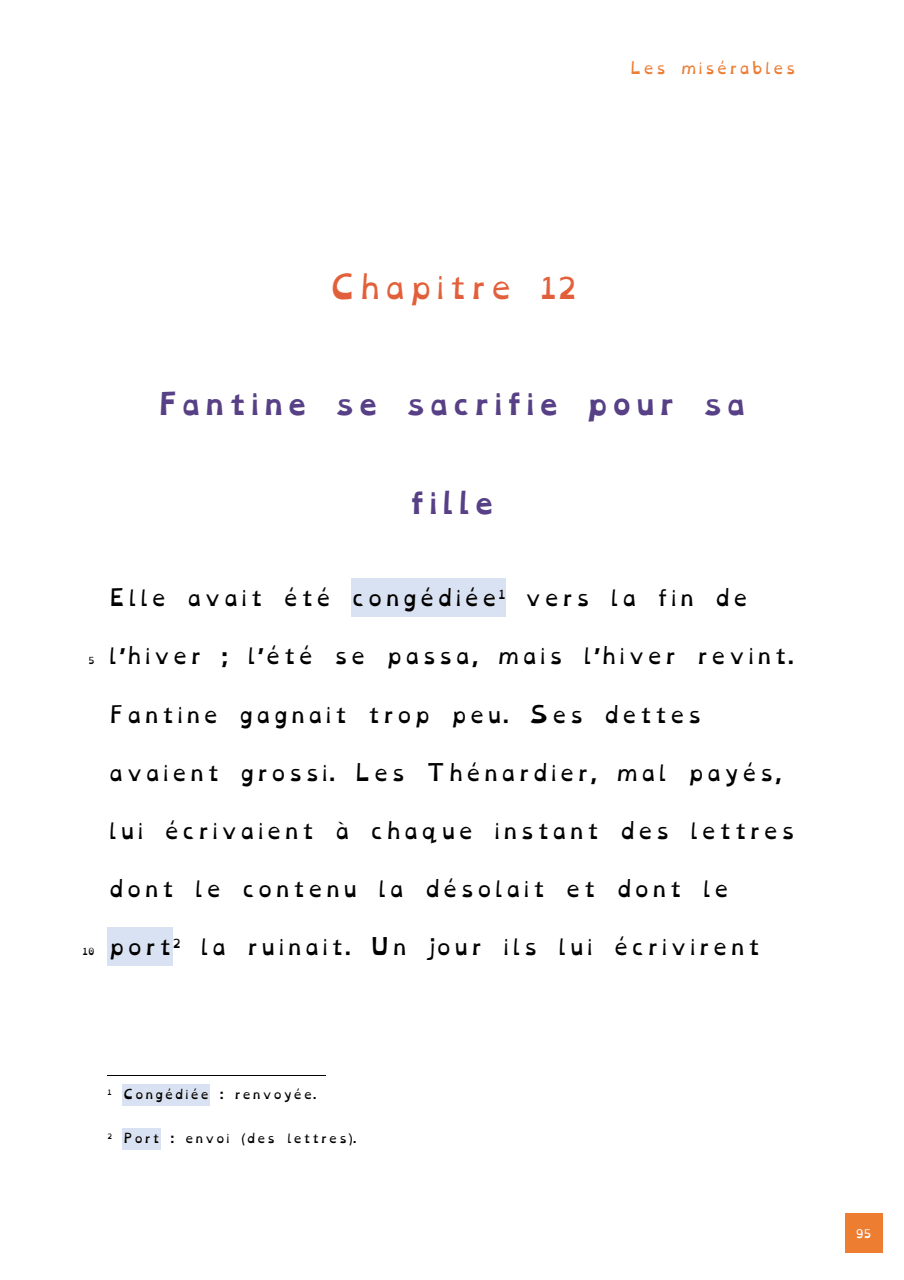 Les misérables
Chapitre 12
Fantine se sacrifie pour sa
fille
Elle avait été congédiée¹ vers la fin de
5 l'hiver ; l'été se passa, mais l'hiver revint.
Fantine gagnait trop peu. Ses dettes
avaient grossi. Les Thénardier, mal payés,
lui écrivaient à chaque instant des lettres
dont le contenu la désolait et dont le
10 port² la ruinait. Un jour ils lui écrivirent
¹ Congédiée : renvoyée.
² Port : envoi (des lettres).
95